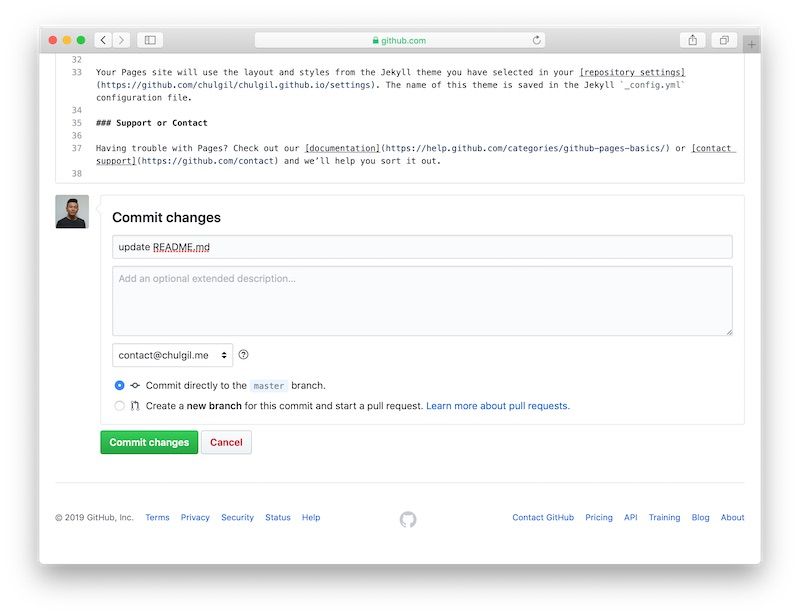 github.com
32
33 Your Pages site will use the layout and styles from the Jekyll theme you have selected in your [repository settings]
(https://github.com/chulgil/chulgil.github.io/settings). The name of this theme is saved in the Jekyll `_config.yml`
configuration file.
34
35 ### Support or Contact
36
37 Having trouble with Pages? Check out our [documentation](https://help.github.com/categories/github-pages-basics/) or [contact
support](https://github.com/contact) and we’ll help you sort it out.
38
Commit changes
update README.md
Add an optional extended description...
contact@chulgil.me
Commit directly to the master branch.
Create a new branch for this commit and start a pull request. Learn more about pull requests.
Commit changes Cancel
© 2019 GitHub, Inc. Terms Privacy Security Status Help Contact GitHub Pricing API Training Blog About